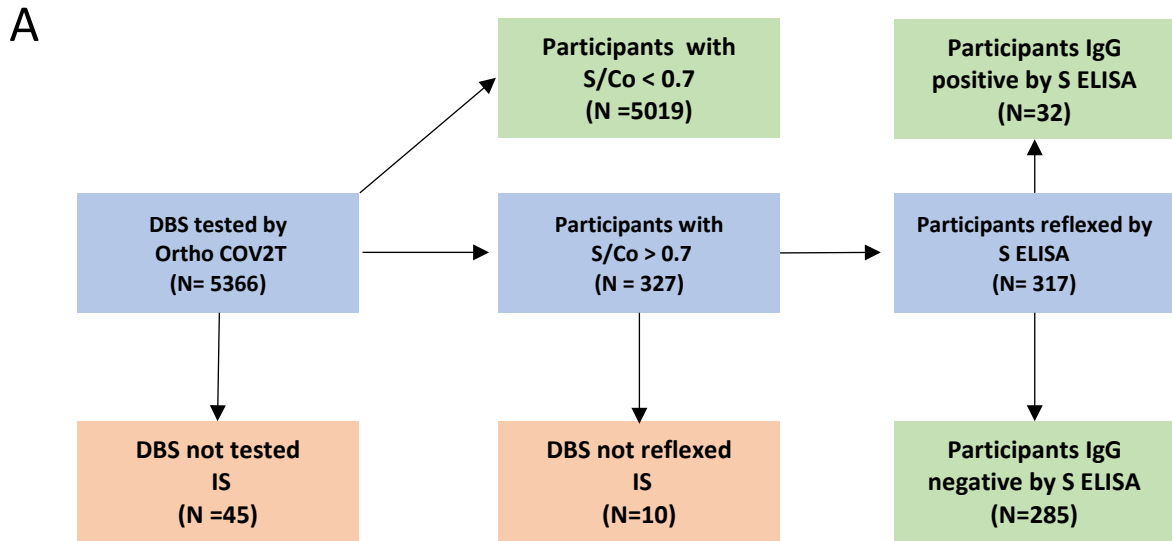 A
Participants with
S/Co < 0.7
(N =5019)
Participants IgG
positive by S ELISA
(N=32)
DBS tested by
Ortho COV2T
(N= 5366)
Participants with
S/Co > 0.7
(N = 327)
Participants reflexed by
S ELISA
(N= 317)
DBS not tested
IS
(N =45)
DBS not reflexed
IS
(N=10)
Participants IgG
negative by S ELISA
(N=285)